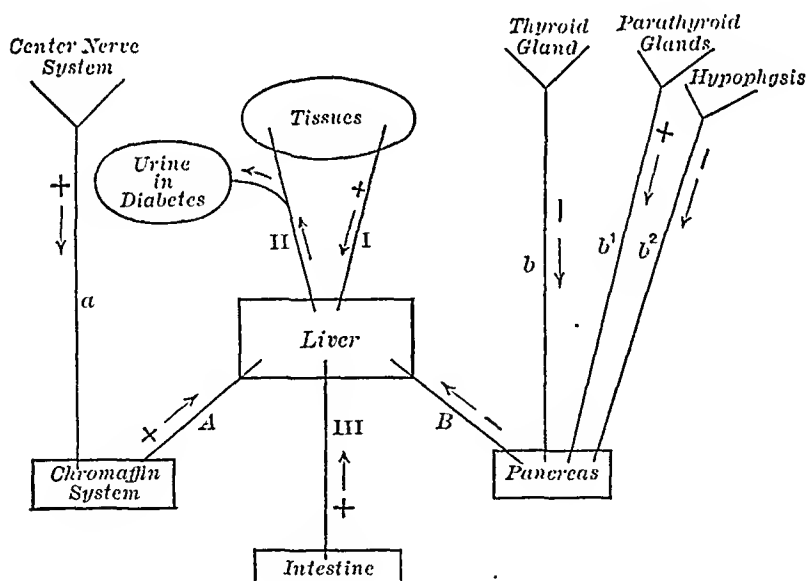 Center Nerve
System
Thyroid
Gland
Parathyroid
Glands
Hypophysis
Tissues
Urine
in
Diabetes
+
+
+
II
I
a
b
b¹
b²
Liver
+
A
III
B
+
Chromaffin
System
Pancreas
Intestine